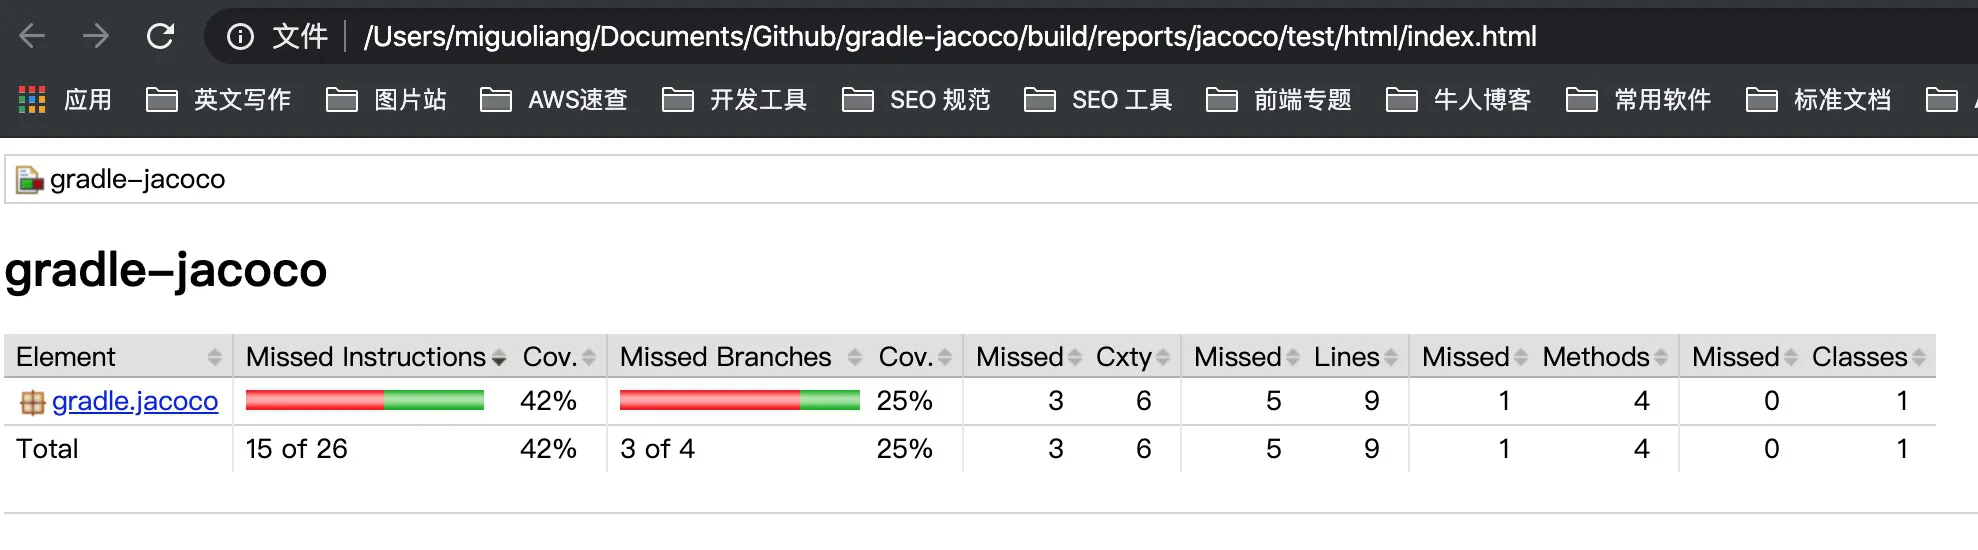 文件 /Users/miguoliang/Documents/Github/gradle-jacoco/build/reports/jacoco/test/html/index.html
应用 英文写作 图片站 AWS速查 开发工具 SEO 规范 SEO 工具 前端专题 牛人博客 常用软件 标准文档
gradle-jacoco
gradle-jacoco
Element Missed Instructions Cov. Missed Branches Cov. Missed Cxty Missed Lines Missed Methods Missed Classes
gradle.jacoco 42% 25% 3 6 5 9 1 4 0 1
Total 15 of 26 42% 3 of 4 25% 3 6 5 9 1 4 0 1